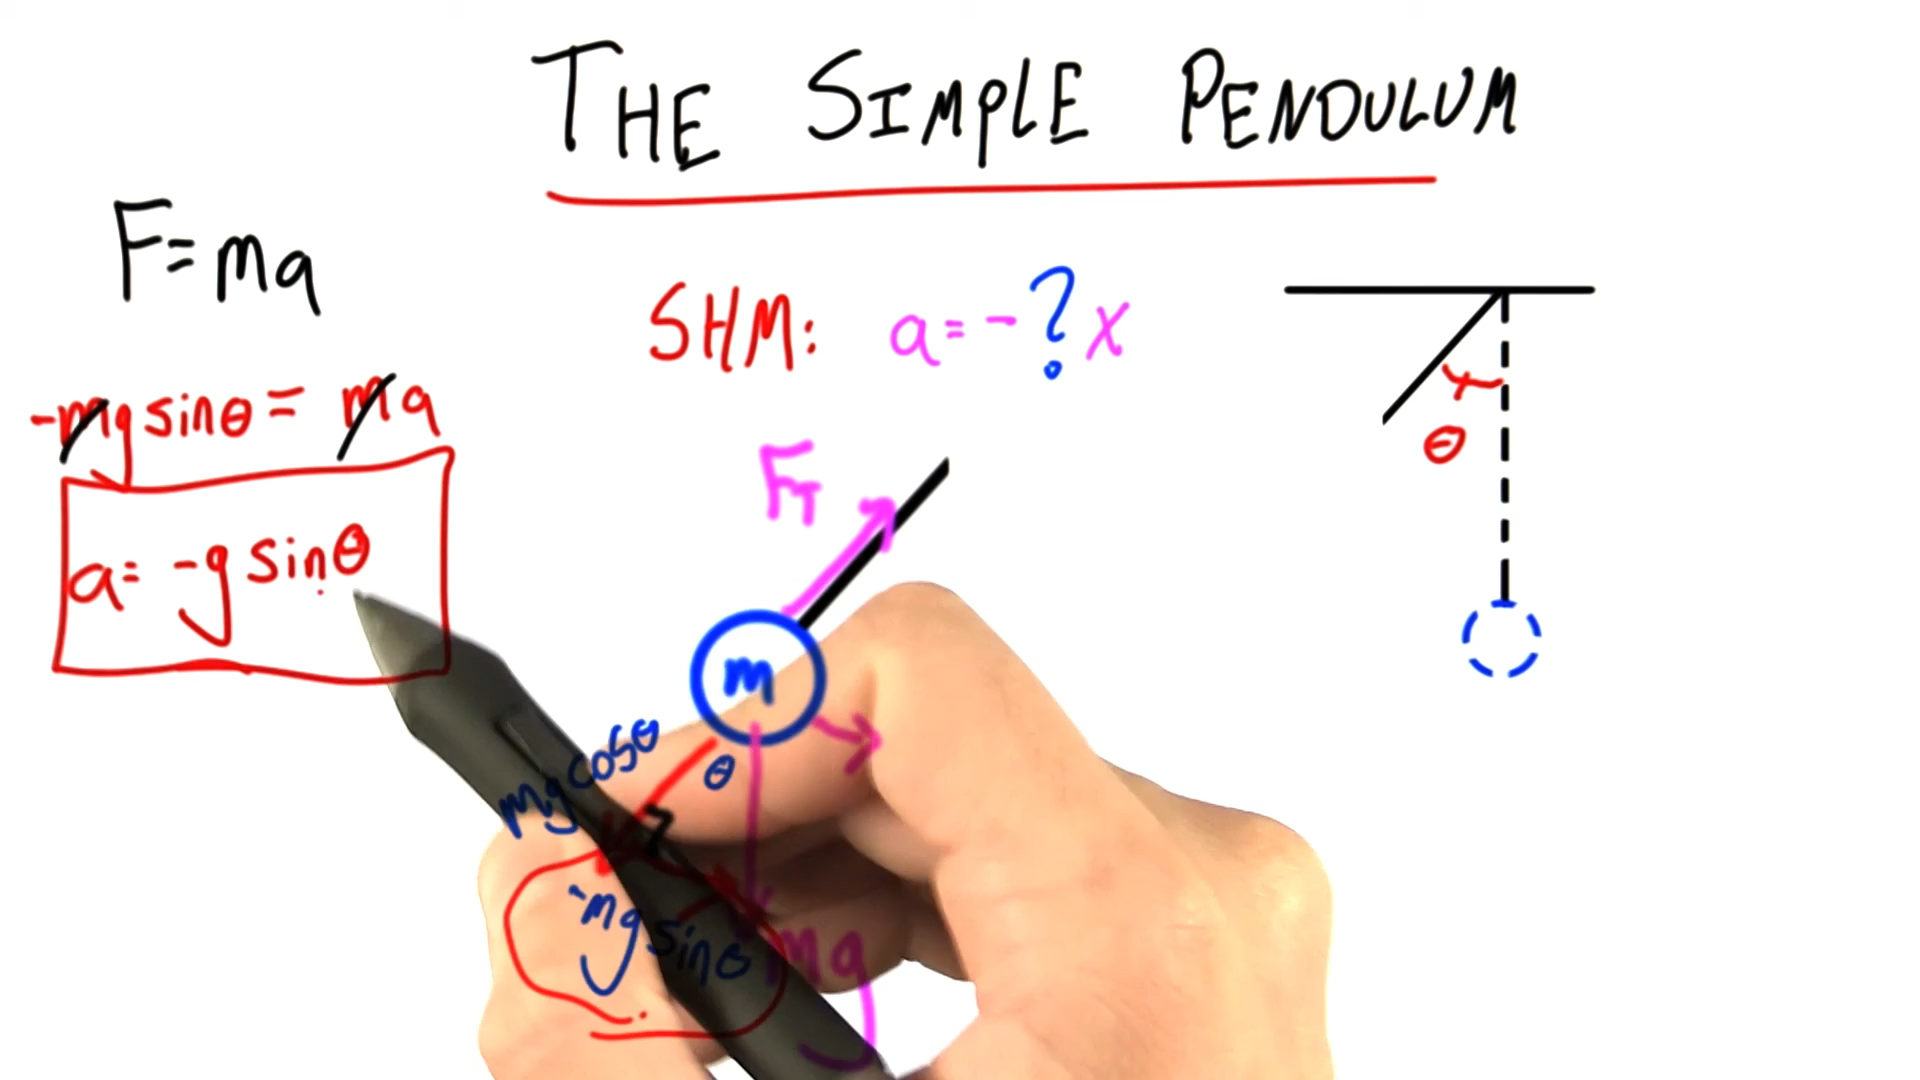 THE SIMPLE PENDULUM
F=ma
SHM: a=-?x
-mg sinθ = ma
a= -g sinθ
θ
F_T
m
θ
mg cosθ
-mg sinθ
mg